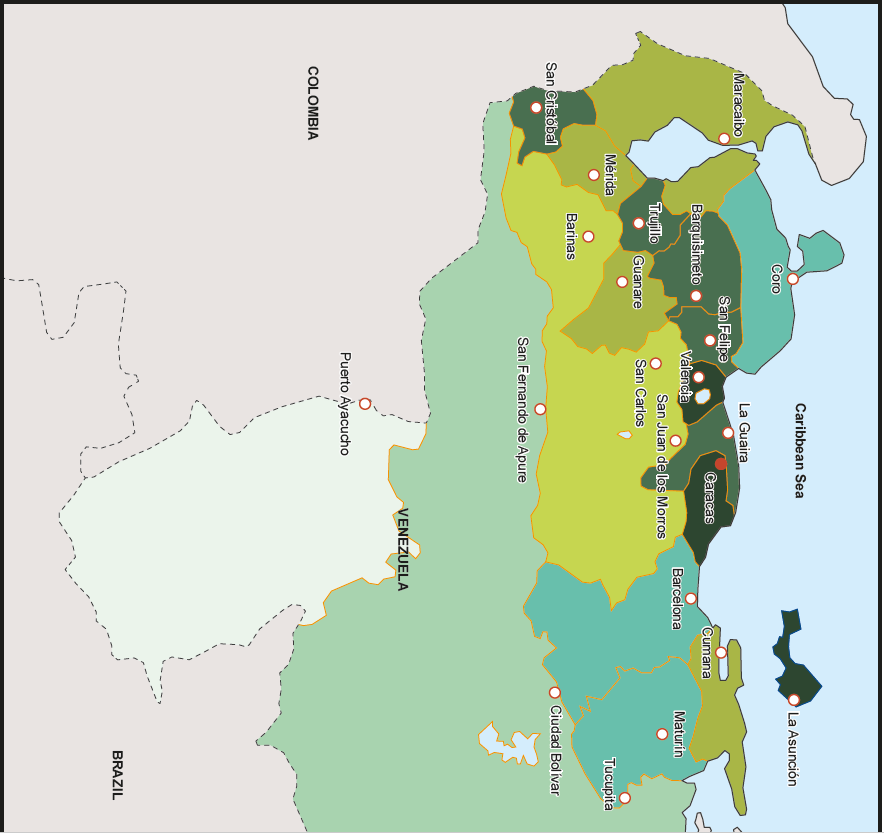 Caribbean Sea
La Asunción
Coro
La Guaira
Maracaibo
San Felipe
Caracas
Cumana
Barquisimeto
Valencia
Maturín
Barcelona
San Juan de los Morros
Trujillo
San Carlos
Guanare
Mérida
Tucupita
Barinas
Ciudad Bolívar
San Cristóbal
San Fernando de Apure
VENEZUELA
Puerto Ayacucho
COLOMBIA
BRAZIL